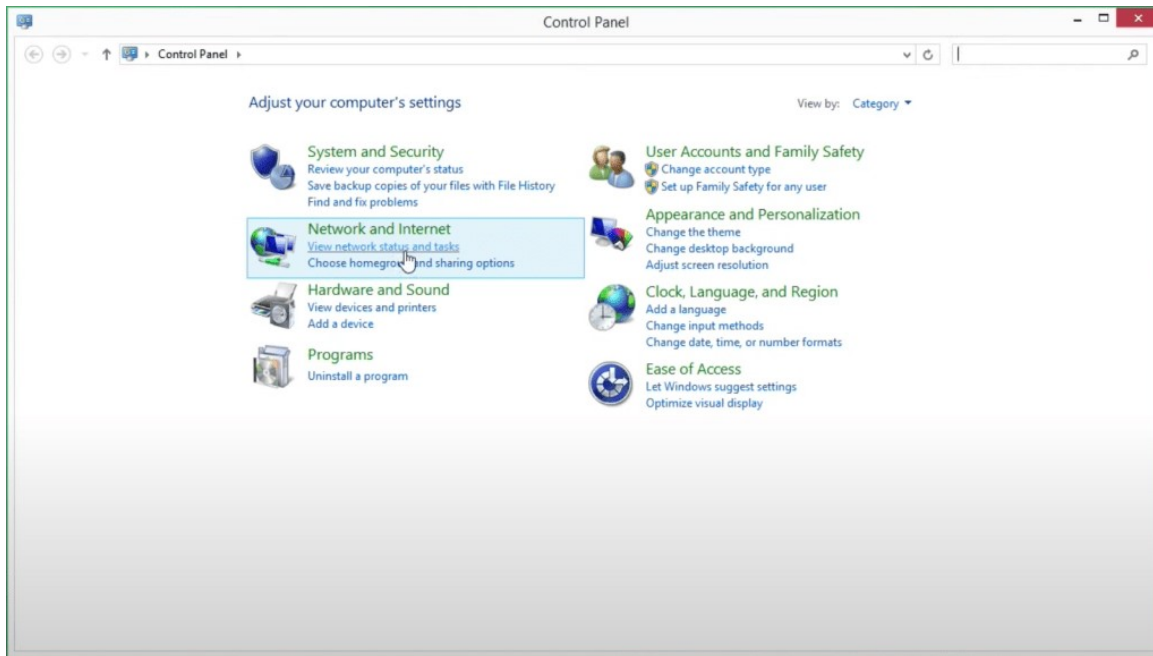 Control Panel
Control Panel
Adjust your computer's settings
View by: Category
System and Security
Review your computer's status
Save backup copies of your files with File History
Find and fix problems
Network and Internet
View network status and tasks
Choose homegro and sharing options
Hardware and Sound
View devices and printers
Add a device
Programs
Uninstall a program
User Accounts and Family Safety
Change account type
Set up Family Safety for any user
Appearance and Personalization
Change the theme
Change desktop background
Adjust screen resolution
Clock, Language, and Region
Add a language
Change input methods
Change date, time, or number formats
Ease of Access
Let Windows suggest settings
Optimize visual display